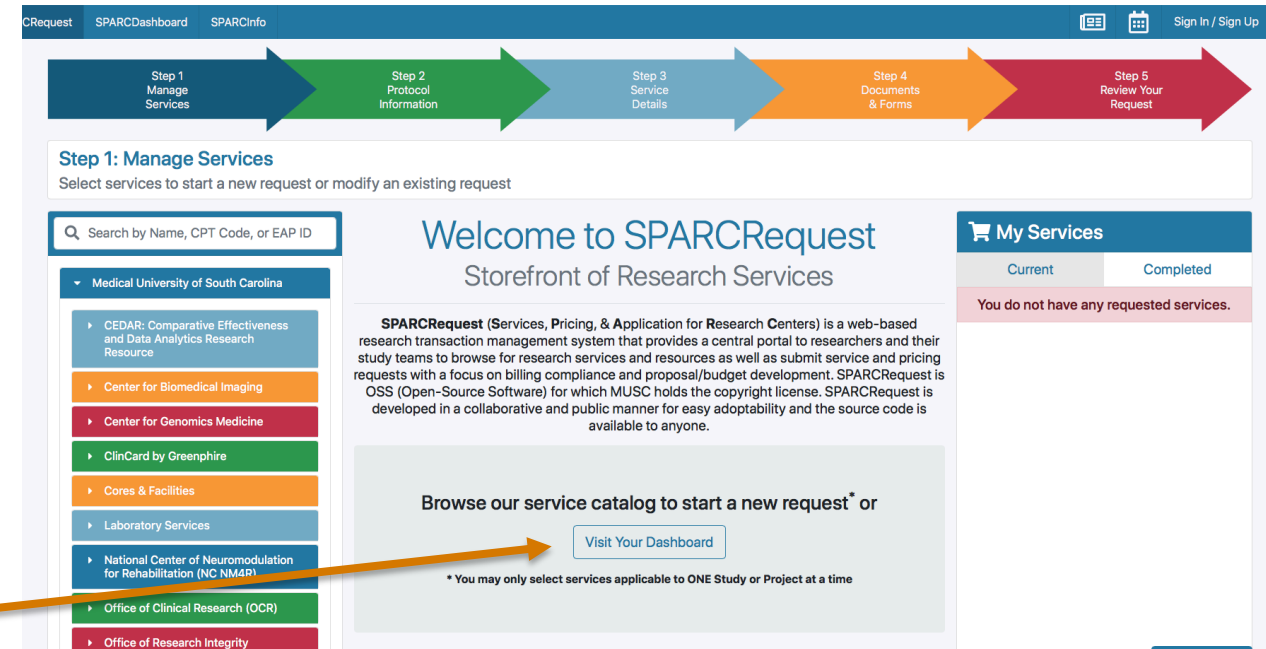 CRequest SPARCDashboard SPARCInfo Sign In / Sign Up
Step 1
Manage
Services
Step 2
Protocol
Information
Step 3
Service
Details
Step 4
Documents
& Forms
Step 5
Review Your
Request
Step 1: Manage Services
Select services to start a new request or modify an existing request
Search by Name, CPT Code, or EAP ID
Medical University of South Carolina
CEDAR: Comparative Effectiveness
and Data Analytics Research
Resource
Center for Biomedical Imaging
Center for Genomics Medicine
ClinCard by Greenphire
Cores & Facilities
Laboratory Services
National Center of Neuromodulation
for Rehabilitation (NC NM4R)
Office of Clinical Research (OCR)
Office of Research Integrity
Welcome to SPARCRequest
Storefront of Research Services
SPARCRequest (Services, Pricing, & Application for Research Centers) is a web-based
research transaction management system that provides a central portal to researchers and their
study teams to browse for research services and resources as well as submit service and pricing
requests with a focus on billing compliance and proposal/budget development. SPARCRequest is
OSS (Open-Source Software) for which MUSC holds the copyright license. SPARCRequest is
developed in a collaborative and public manner for easy adoptability and the source code is
available to anyone.
Browse our service catalog to start a new request* or
Visit Your Dashboard
* You may only select services applicable to ONE Study or Project at a time
My Services
Current Completed
You do not have any requested services.